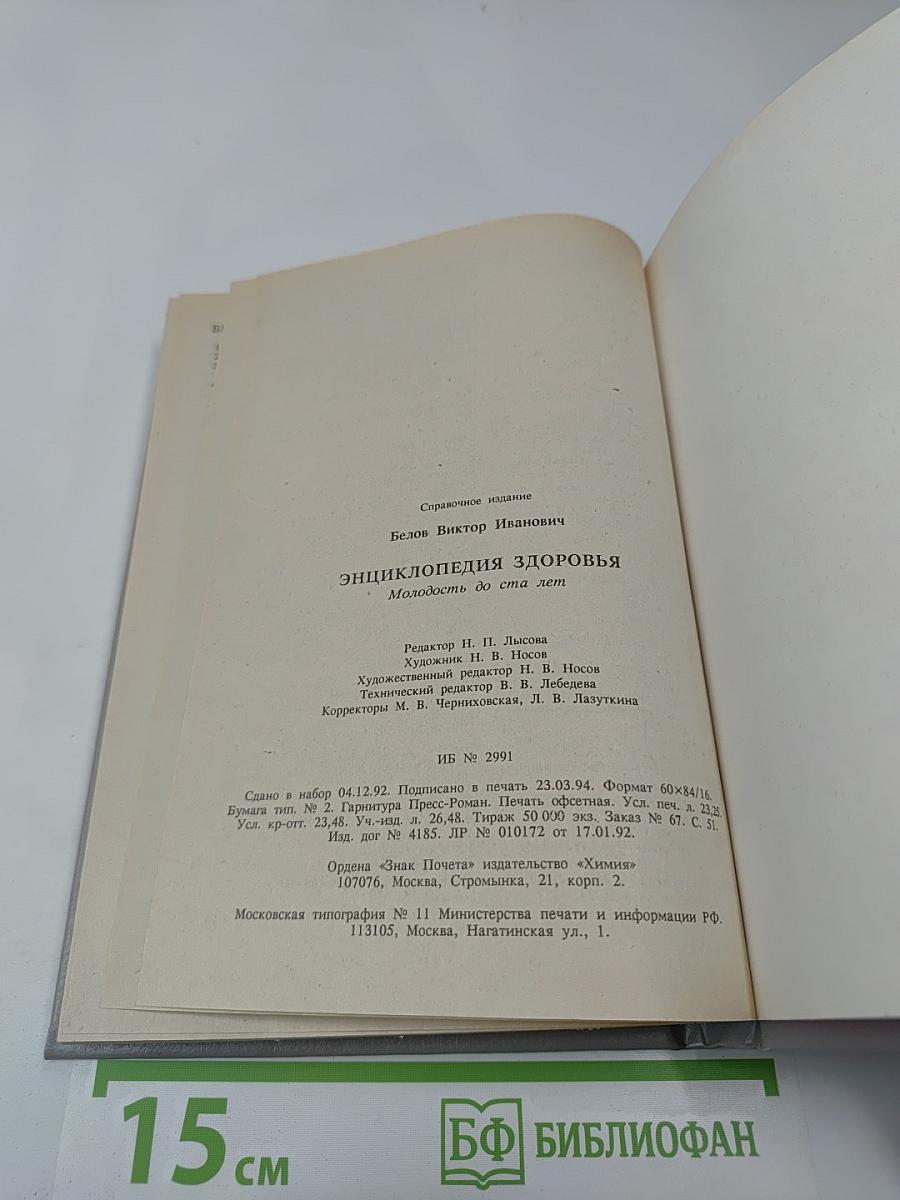 Справочное издание
Белов Виктор Иванович
ЭНЦИКЛОПЕДИЯ ЗДОРОВЬЯ
Молодость до ста лет
Редактор Н. П. Лысова
Художник Н. В. Носов
Художественный редактор Н. В. Носов
Технический редактор В. В. Лебедева
Корректоры М. В. Черниховская, Л. В. Лазуткина
ИБ № 2991
Сдано в набор 04.12.92. Подписано в печать 23.03.94. Формат 60×84/16.
Бумага тип. № 2. Гарнитура Пресс-Роман. Печать офсетная. Усл. печ. л. 23,25.
Усл. кр-отт. 23,48. Уч.-изд. л. 26,48. Тираж 50 000 экз. Заказ № 67. С. 51.
Изд. дог № 4185. ЛР № 010172 от 17.01.92.
Ордена «Знак Почета» издательство «Химия»
107076, Москва, Стромынка, 21, корп. 2.
Московская типография № 11 Министерства печати и информации РФ.
113105, Москва, Нагатинская ул., 1.
15 см
БФ БИБЛИОФАН